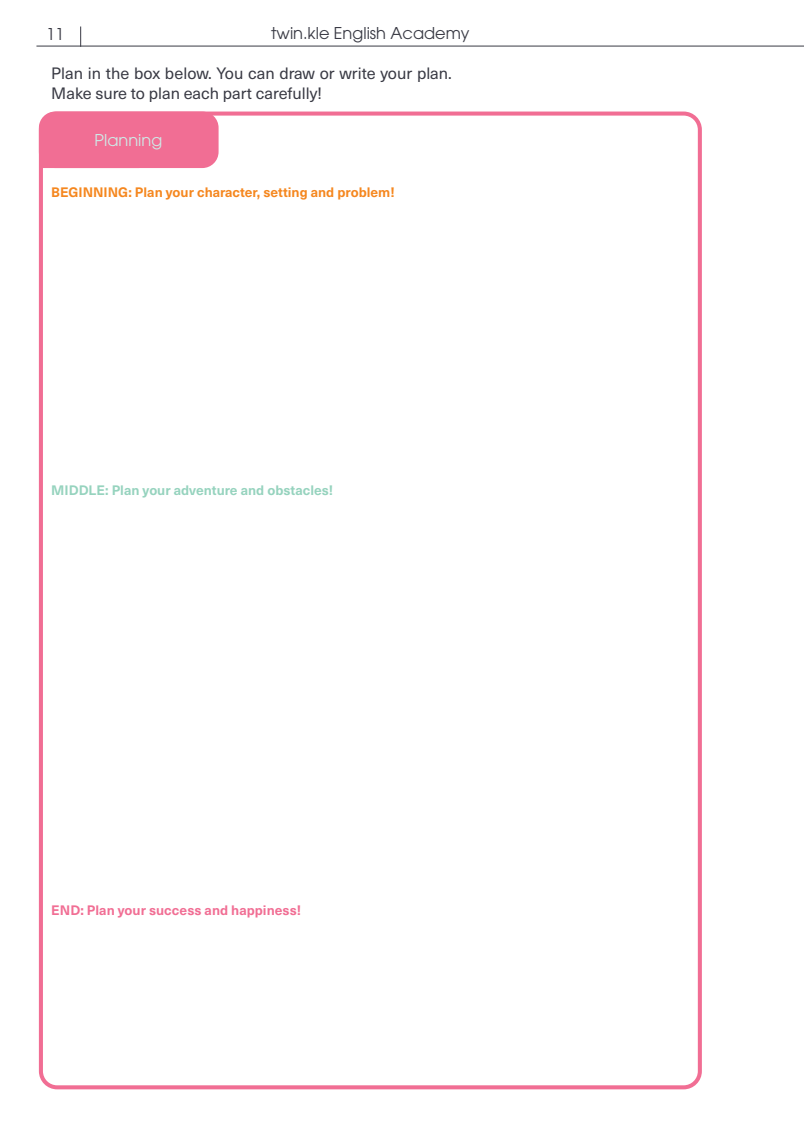 11
twin.kle English Academy
Plan in the box below. You can draw or write your plan.
Make sure to plan each part carefully!
Planning
BEGINNING: Plan your character, setting and problem!
MIDDLE: Plan your adventure and obstacles!
END: Plan your success and happiness!